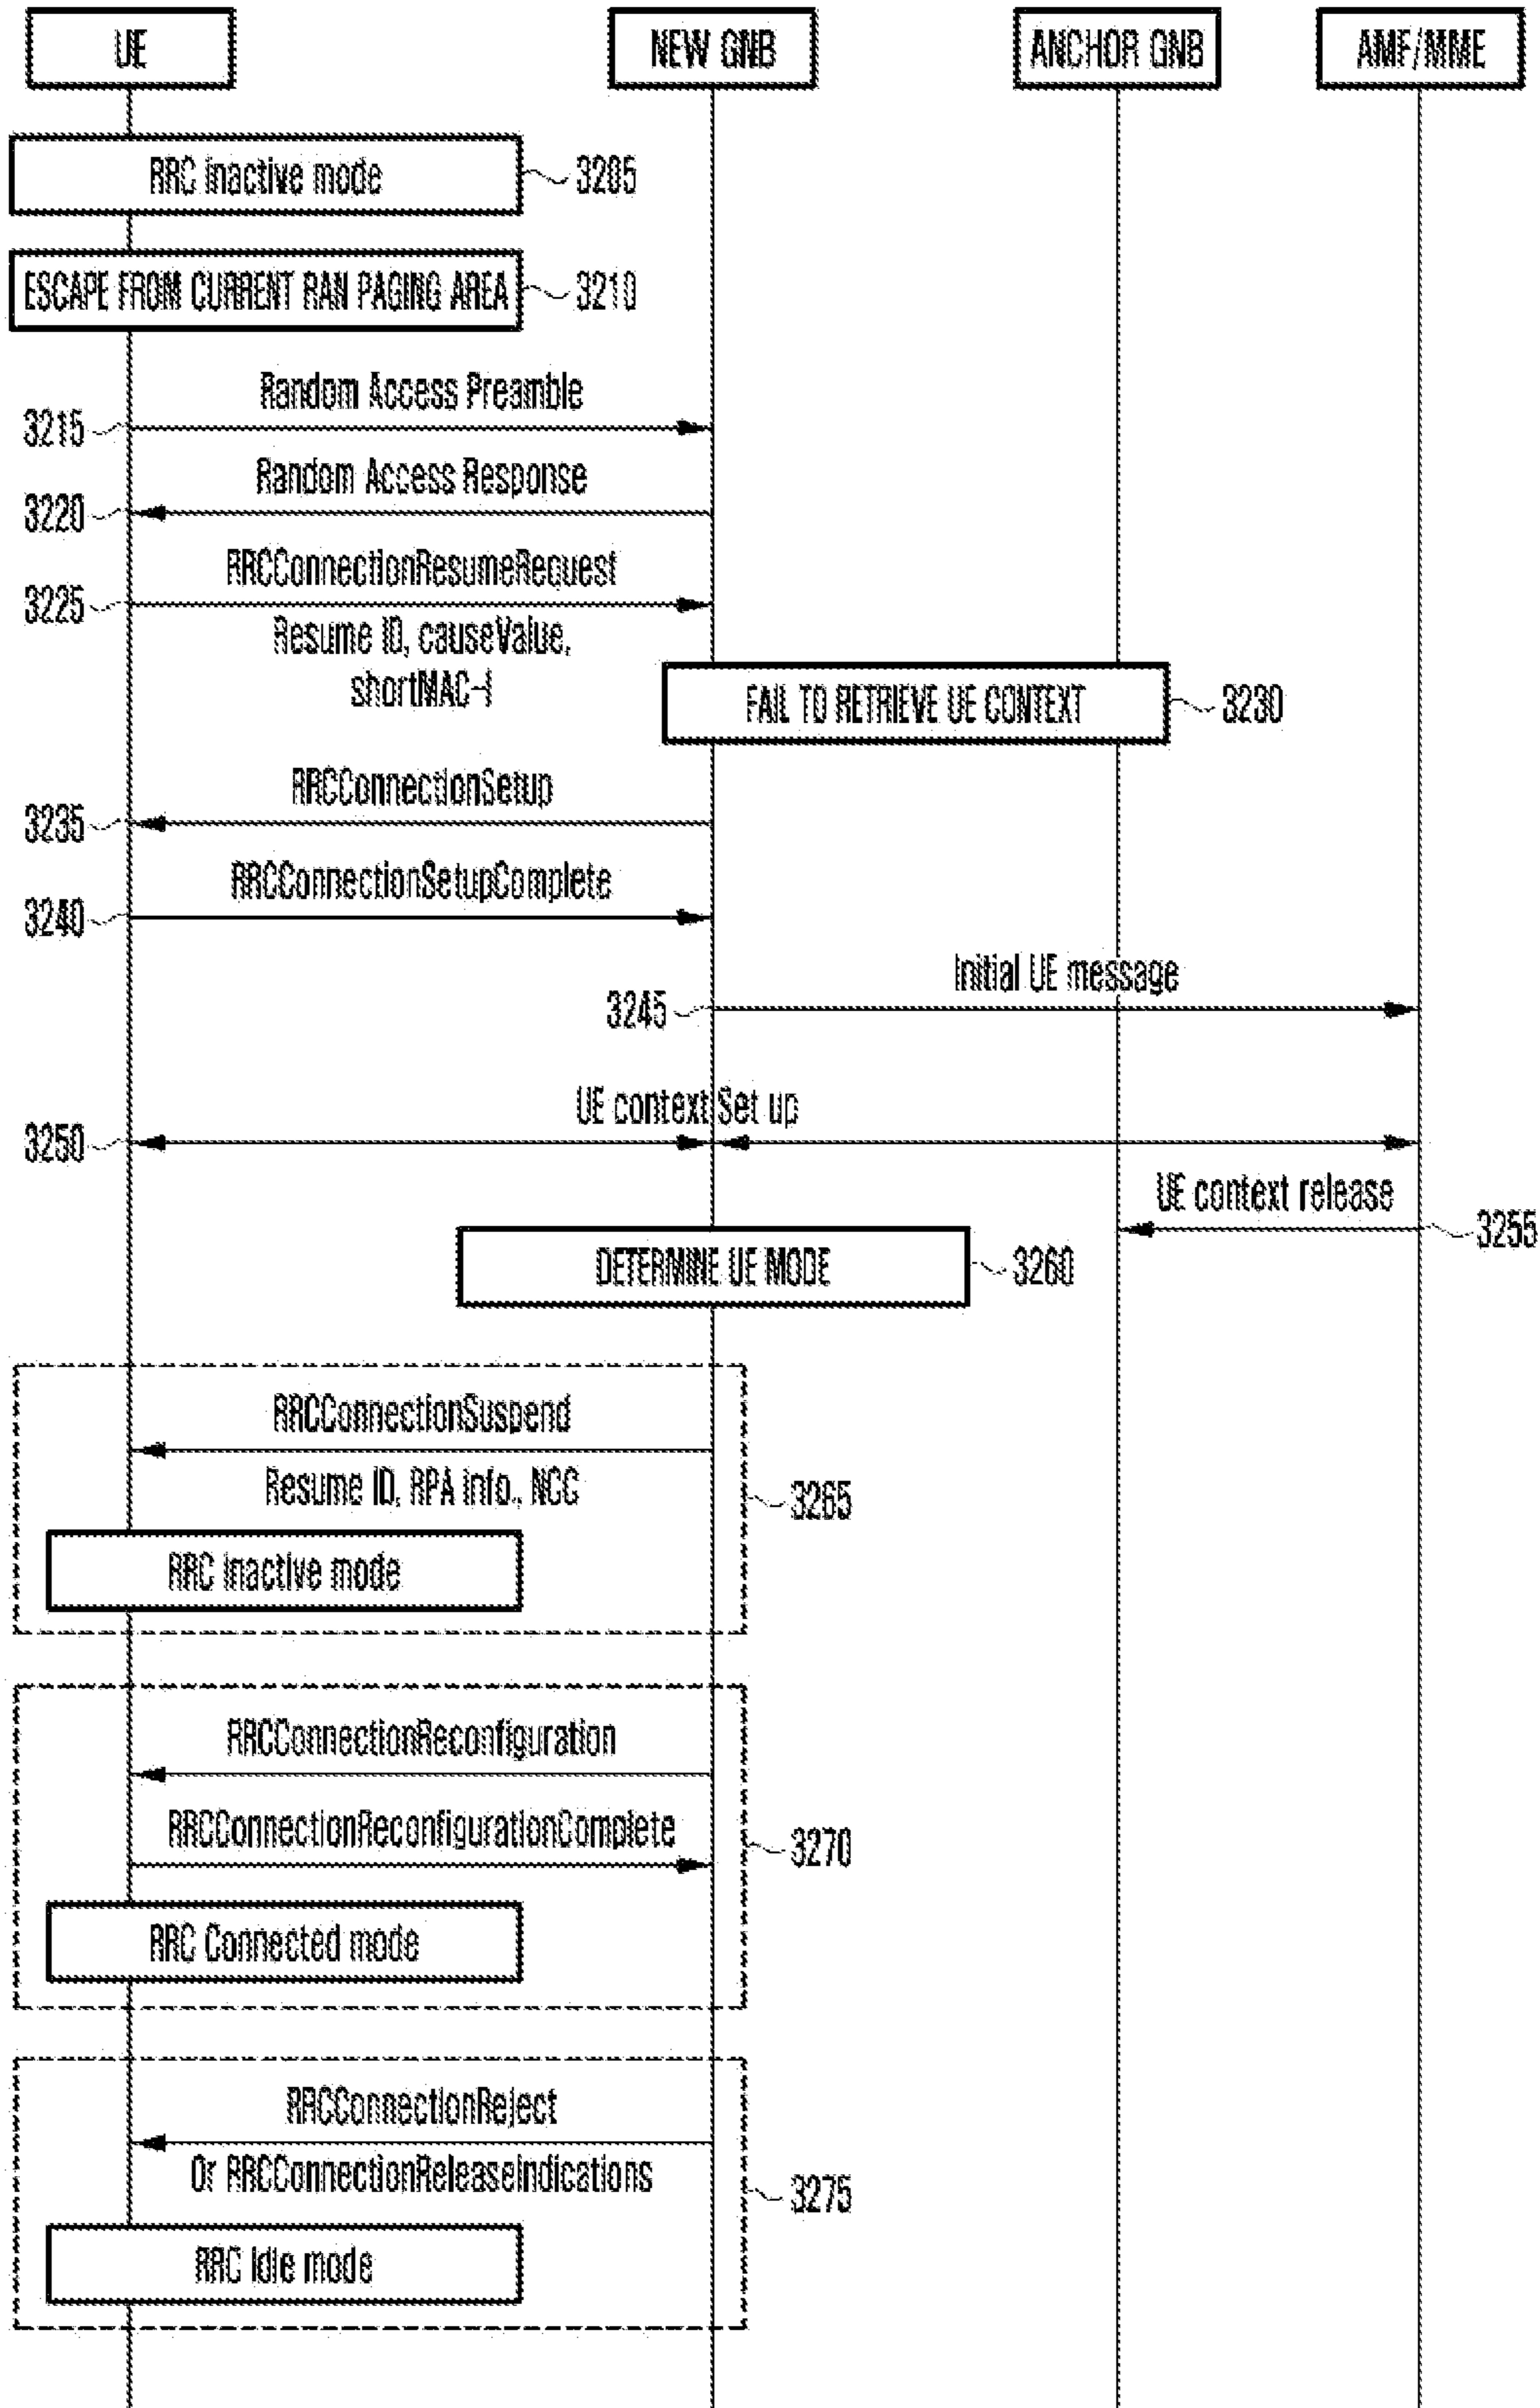 UE
NEW GNB
ANCHOR GNB
AMF/MME
RRC inactive mode
3205
ESCAPE FROM CURRENT RAN PAGING AREA
3210
Random Access Preamble
3215
Random Access Response
3220
RRCConnectionResumeRequest
3225
Resume ID, causeValue,
shortMAC-I
FAIL TO RETRIEVE UE CONTEXT
3230
RRCConnectionSetup
3235
RRCConnectionSetupComplete
3240
Initial UE message
3245
UE context Set up
3250
UE context release
3255
DETERMINE UE MODE
3260
RRCConnectionSuspend
Resume ID, RPA info., NCC
3265
RRC inactive mode
RRCConnectionReconfiguration
RRCConnectionReconfigurationComplete
3270
RRC Connected mode
RRCConnectionReject
Or RRCConnectionReleaseIndications
3275
RRC Idle mode